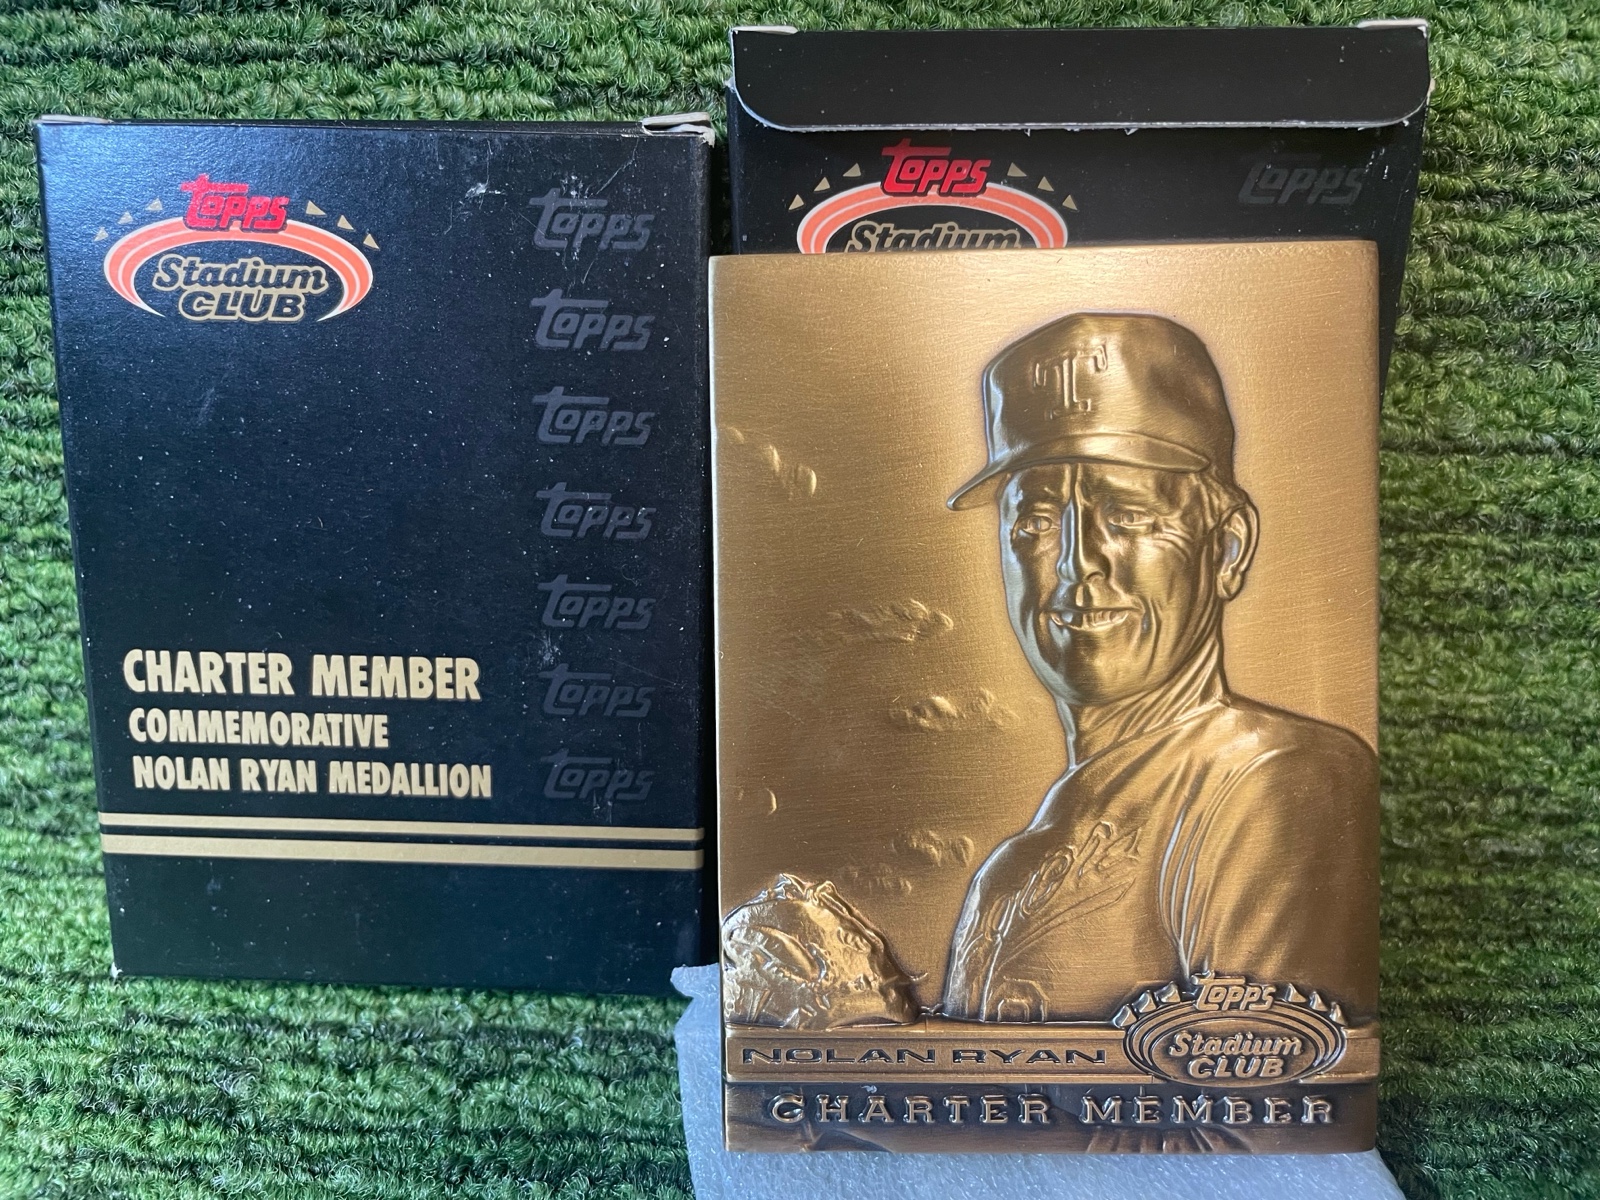 Topps
Stadium
CLUB
Topps
Topps
Topps
Topps
Topps
Topps
Topps
CHARTER MEMBER
COMMEMORATIVE
NOLAN RYAN MEDALLION
Topps
Stadium
Topps
T
Topps
Stadium
CLUB
NOLAN RYAN
CHARTER MEMBER